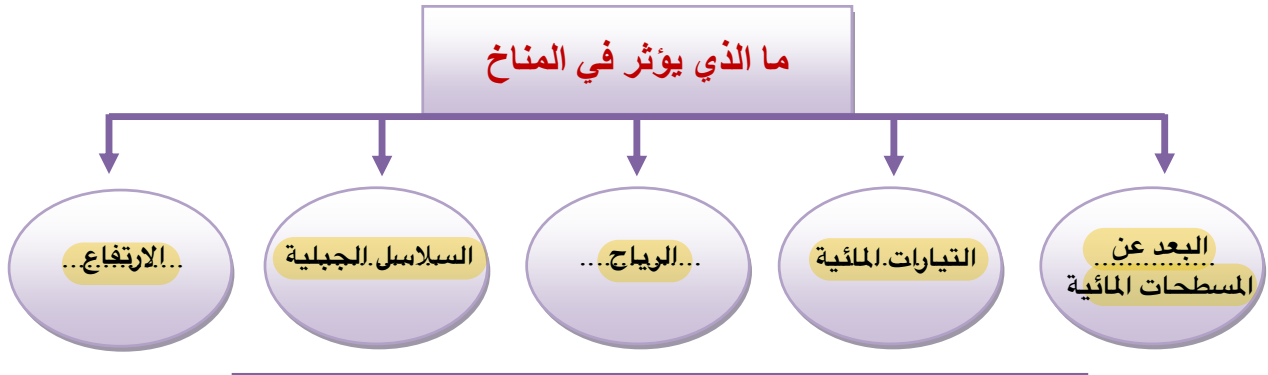 ما الذي يؤثر في المناخ
البعد عن
المسطحات المائية
التيارات المائية
الرياح
السلاسل الجبلية
الارتفاع